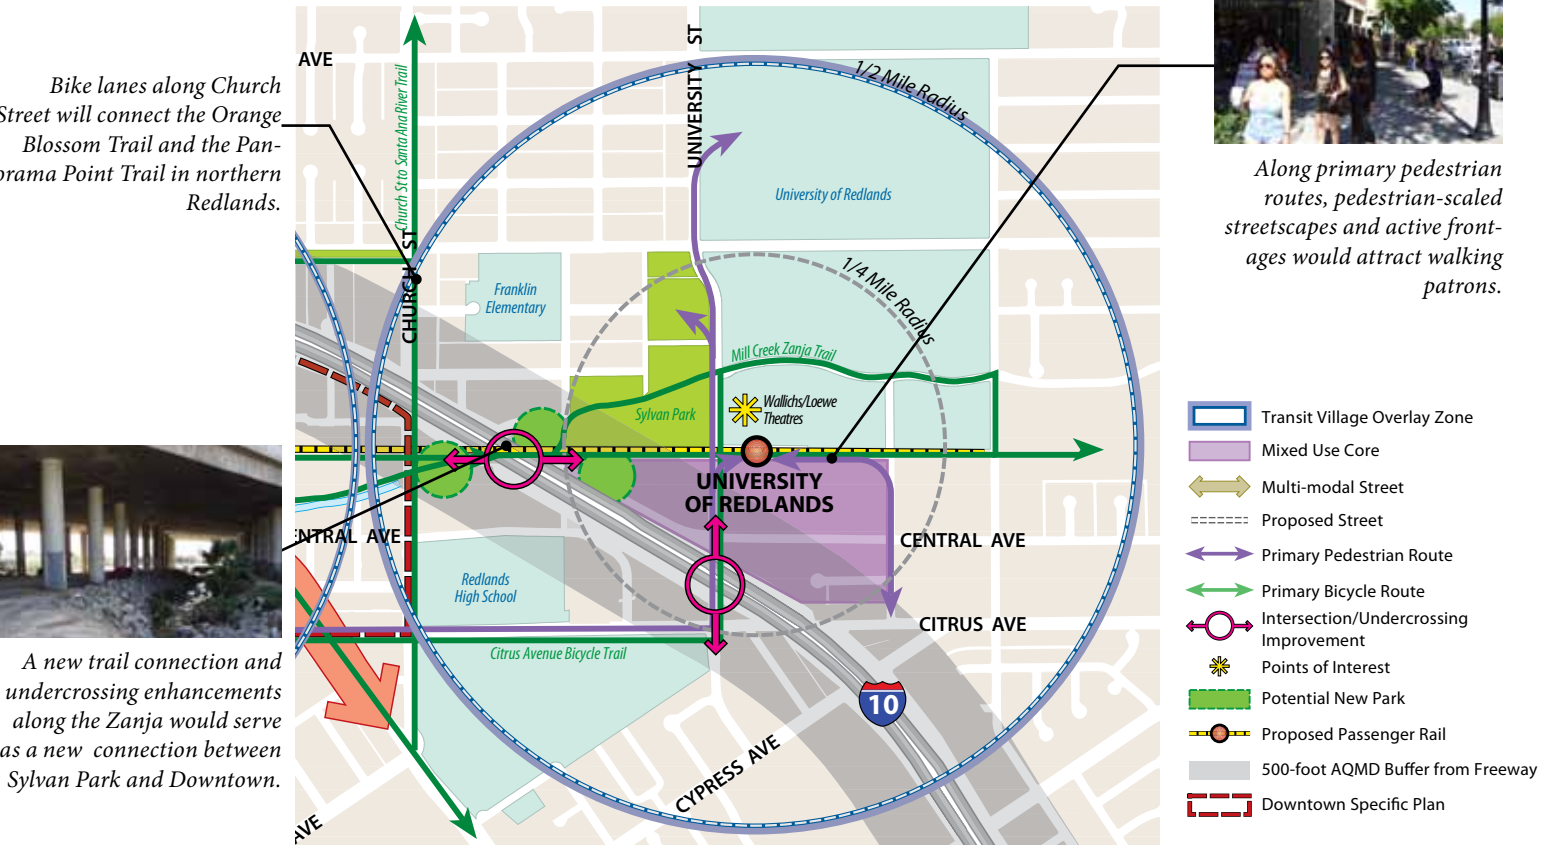 Bike lanes along Church
Street will connect the Orange
Blossom Trail and the Pan-
orama Point Trail in northern
Redlands.
A new trail connection and
undercrossing enhancements
along the Zanja would serve
as a new connection between
Sylvan Park and Downtown.
AVE
Church St to Santa Ana River Trail
CHURCH ST
UNIVERSITY ST
1/2 Mile Radius
University of Redlands
1/4 Mile Radius
Franklin
Elementary
Mill Creek Zanja Trail
Sylvan Park
Wallichs/Loewe
Theatres
UNIVERSITY
OF REDLANDS
ENTRAL AVE
CENTRAL AVE
Redlands
High School
CITRUS AVE
Citrus Avenue Bicycle Trail
10
CYPRESS AVE
AVE
Along primary pedestrian
routes, pedestrian-scaled
streetscapes and active front-
ages would attract walking
patrons.
Transit Village Overlay Zone
Mixed Use Core
Multi-modal Street
Proposed Street
Primary Pedestrian Route
Primary Bicycle Route
Intersection/Undercrossing
Improvement
Points of Interest
Potential New Park
Proposed Passenger Rail
500-foot AQMD Buffer from Freeway
Downtown Specific Plan